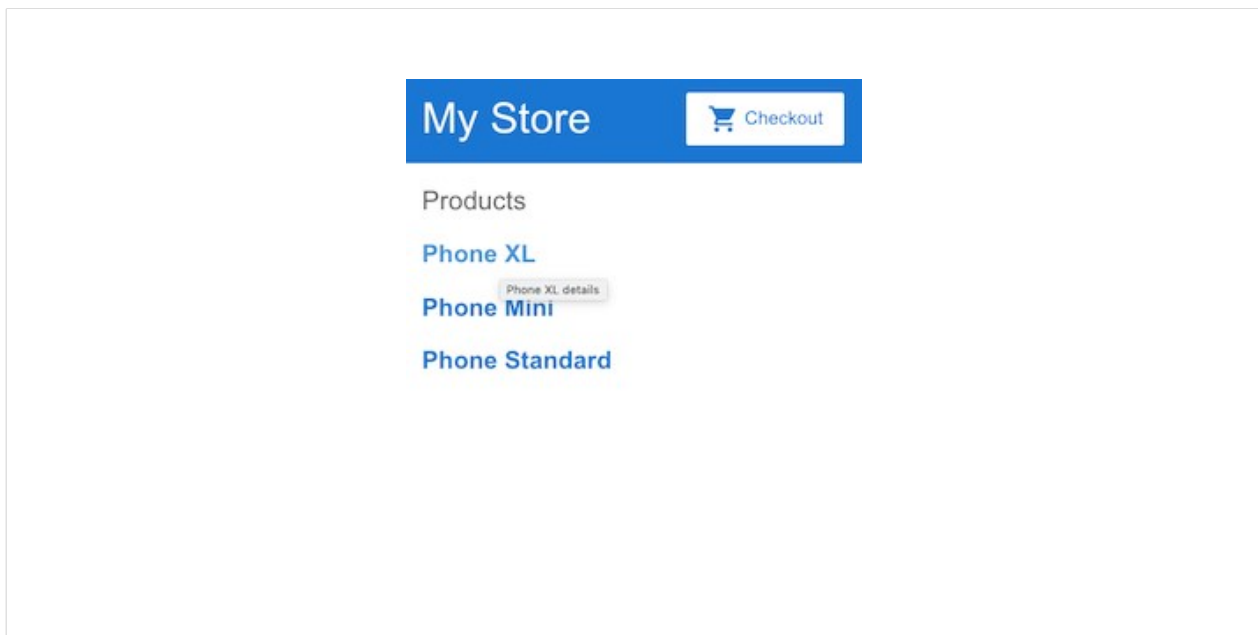 My Store
Checkout
Products
Phone XL
Phone XL details
Phone Mini
Phone Standard